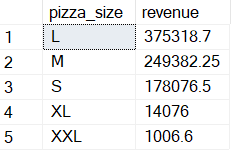 pizza_size revenue
1 L 375318.7
2 M 249382.25
3 S 178076.5
4 XL 14076
5 XXL 1006.6